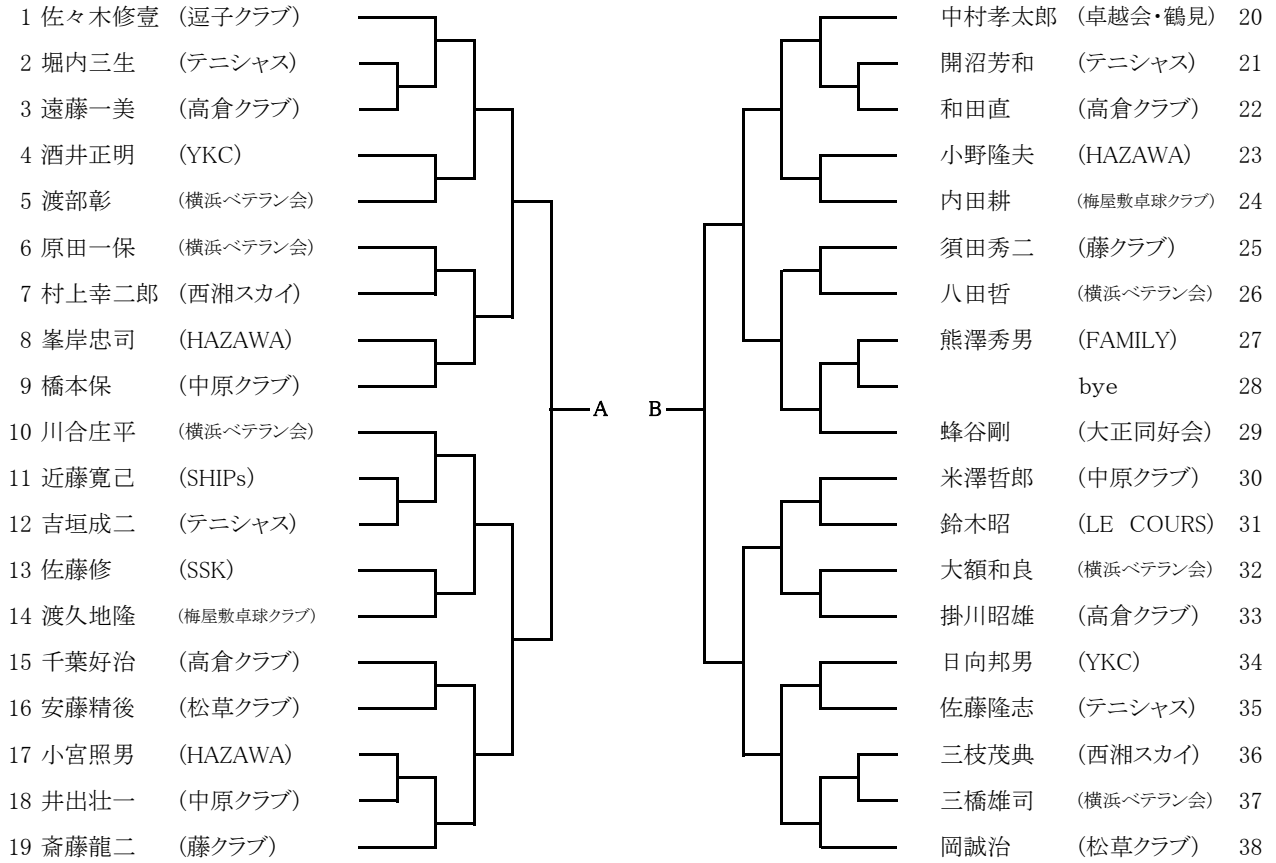 1 佐々木修壹 (逗子クラブ)
2 堀内三生 (テニシャス)
3 遠藤一美 (高倉クラブ)
4 酒井正明 (YKC)
5 渡部彰 (横浜ベテラン会)
6 原田一保 (横浜ベテラン会)
7 村上幸二郎 (西湘スカイ)
8 峯岸忠司 (HAZAWA)
9 橋本保 (中原クラブ)
10 川合庄平 (横浜ベテラン会)
11 近藤寛己 (SHIPs)
12 吉垣成二 (テニシャス)
13 佐藤修 (SSK)
14 渡久地隆 (梅屋敷卓球クラブ)
15 千葉好治 (高倉クラブ)
16 安藤精後 (松草クラブ)
17 小宮照男 (HAZAWA)
18 井出壮一 (中原クラブ)
19 斎藤龍二 (藤クラブ)
A
B
中村孝太郎 (卓越会・鶴見) 20
開沼芳和 (テニシャス) 21
和田直 (高倉クラブ) 22
小野隆夫 (HAZAWA) 23
内田耕 (梅屋敷卓球クラブ) 24
須田秀二 (藤クラブ) 25
八田哲 (横浜ベテラン会) 26
熊澤秀男 (FAMILY) 27
bye 28
蜂谷剛 (大正同好会) 29
米澤哲郎 (中原クラブ) 30
鈴木昭 (LE COURS) 31
大額和良 (横浜ベテラン会) 32
掛川昭雄 (高倉クラブ) 33
日向邦男 (YKC) 34
佐藤隆志 (テニシャス) 35
三枝茂典 (西湘スカイ) 36
三橋雄司 (横浜ベテラン会) 37
岡誠治 (松草クラブ) 38